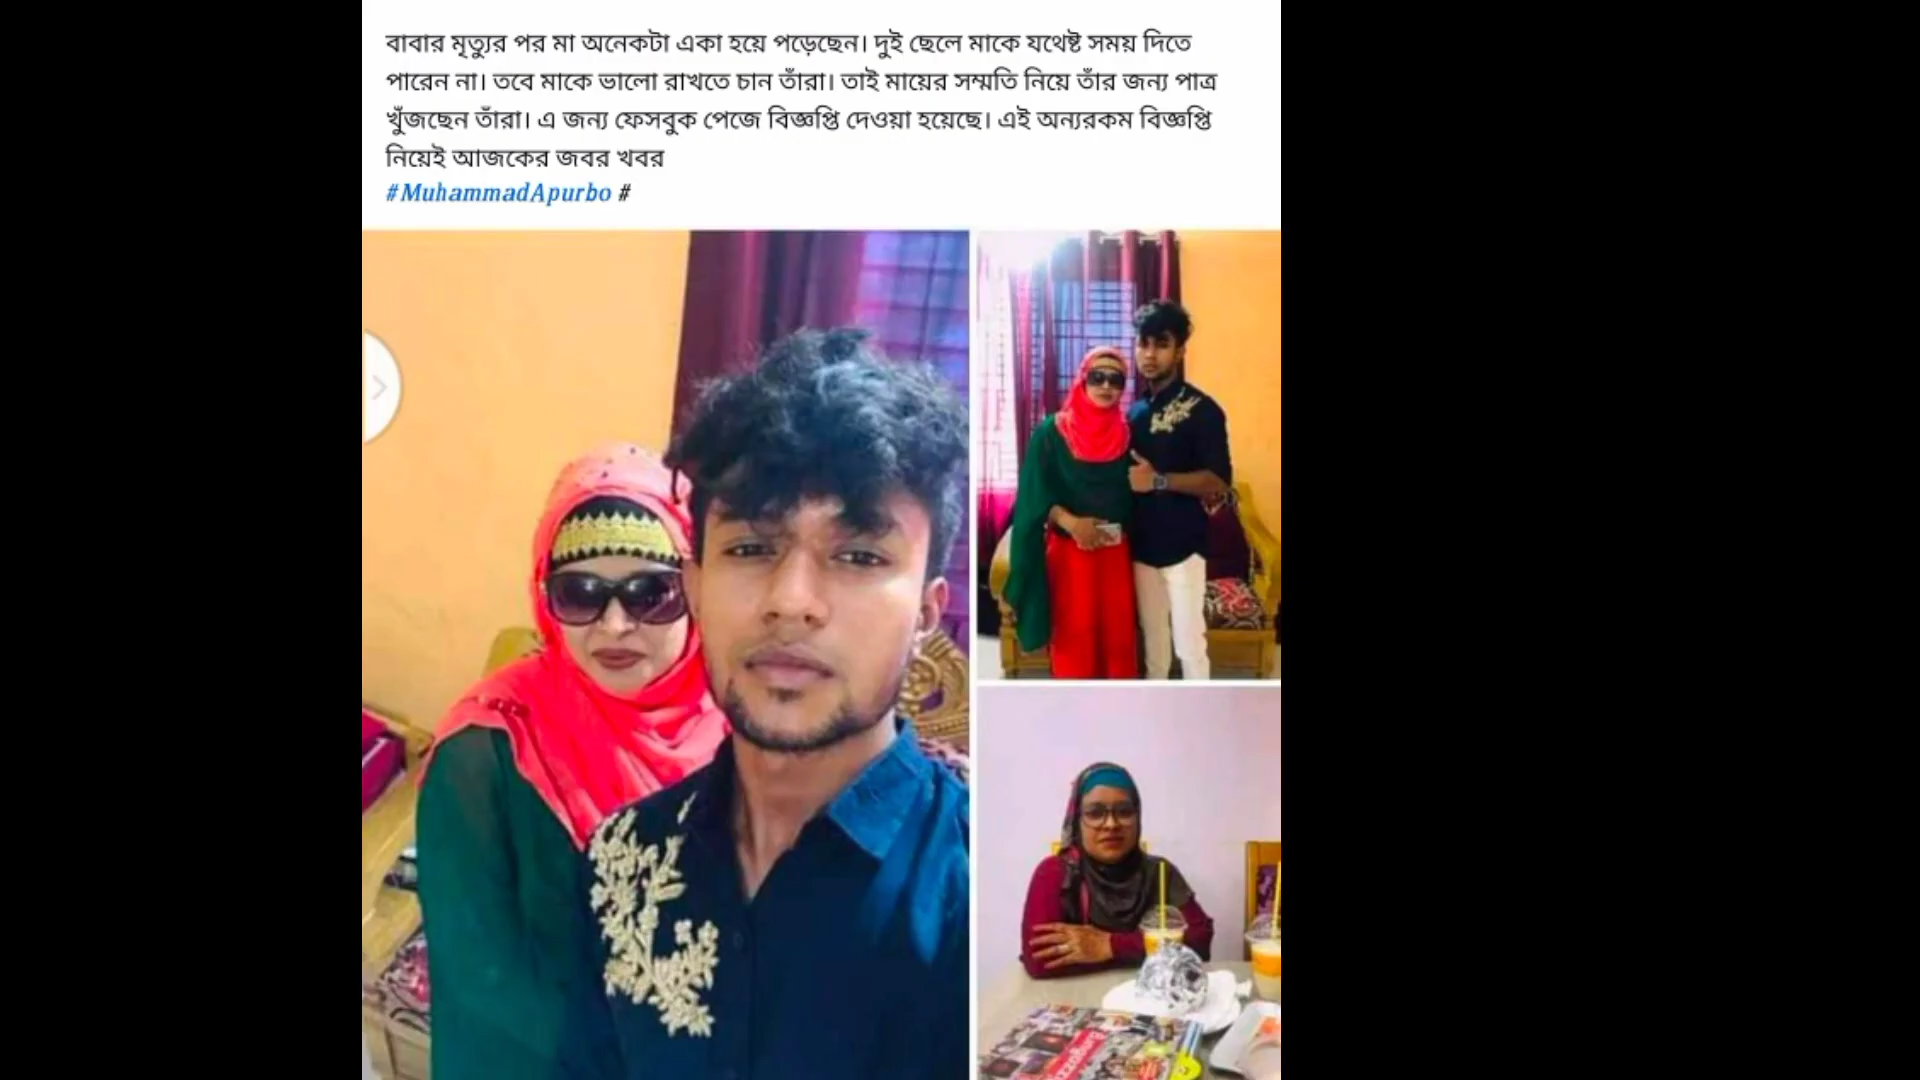 বাবার মৃত্যুর পর মা অনেকটা একা হয়ে পড়েছেন। দুই ছেলে মাকে যথেষ্ট সময় দিতে
পারেন না। তবে মাকে ভালো রাখতে চান তাঁরা। তাই মায়ের সম্মতি নিয়ে তাঁর জন্য পাত্র
খুঁজছেন তাঁরা। এ জন্য ফেসবুক পেজে বিজ্ঞপ্তি দেওয়া হয়েছে। এই অন্যরকম বিজ্ঞপ্তি
নিয়েই আজকের জবর খবর
#MuhammadApurbo #